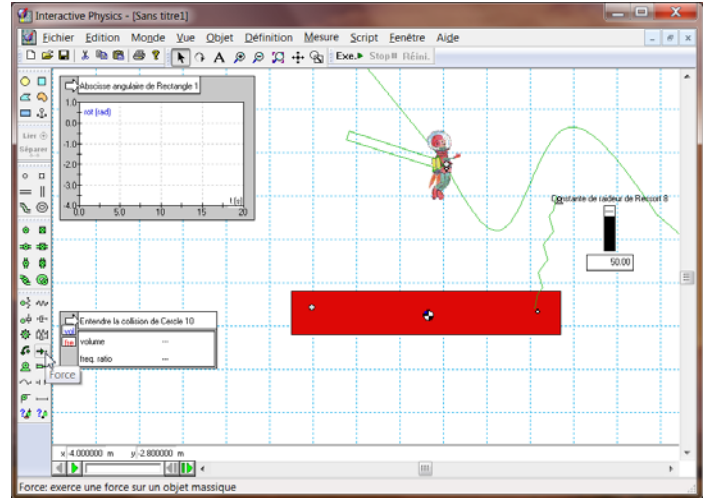 Interactive Physics - [Sans titre1]
Fichier Edition Monde Vue Objet Définition Mesure Script Fenêtre Aide
A Exe. Stop Réini.
Abscisse angulaire de Rectangle 1
rot (rad)
1.0
0.0
-1.0
-2.0
-3.0
-4.0
t (s)
0.0 5.0 10 15 20
Lier
Séparer
Constante de raideur de Ressort 8
50.00
Entendre la collision de Cercle 10
vol
volume ---
fre
freq. ratio ---
Force
x -4.000000 m y -2.800000 m
Force: exerce une force sur un objet massique